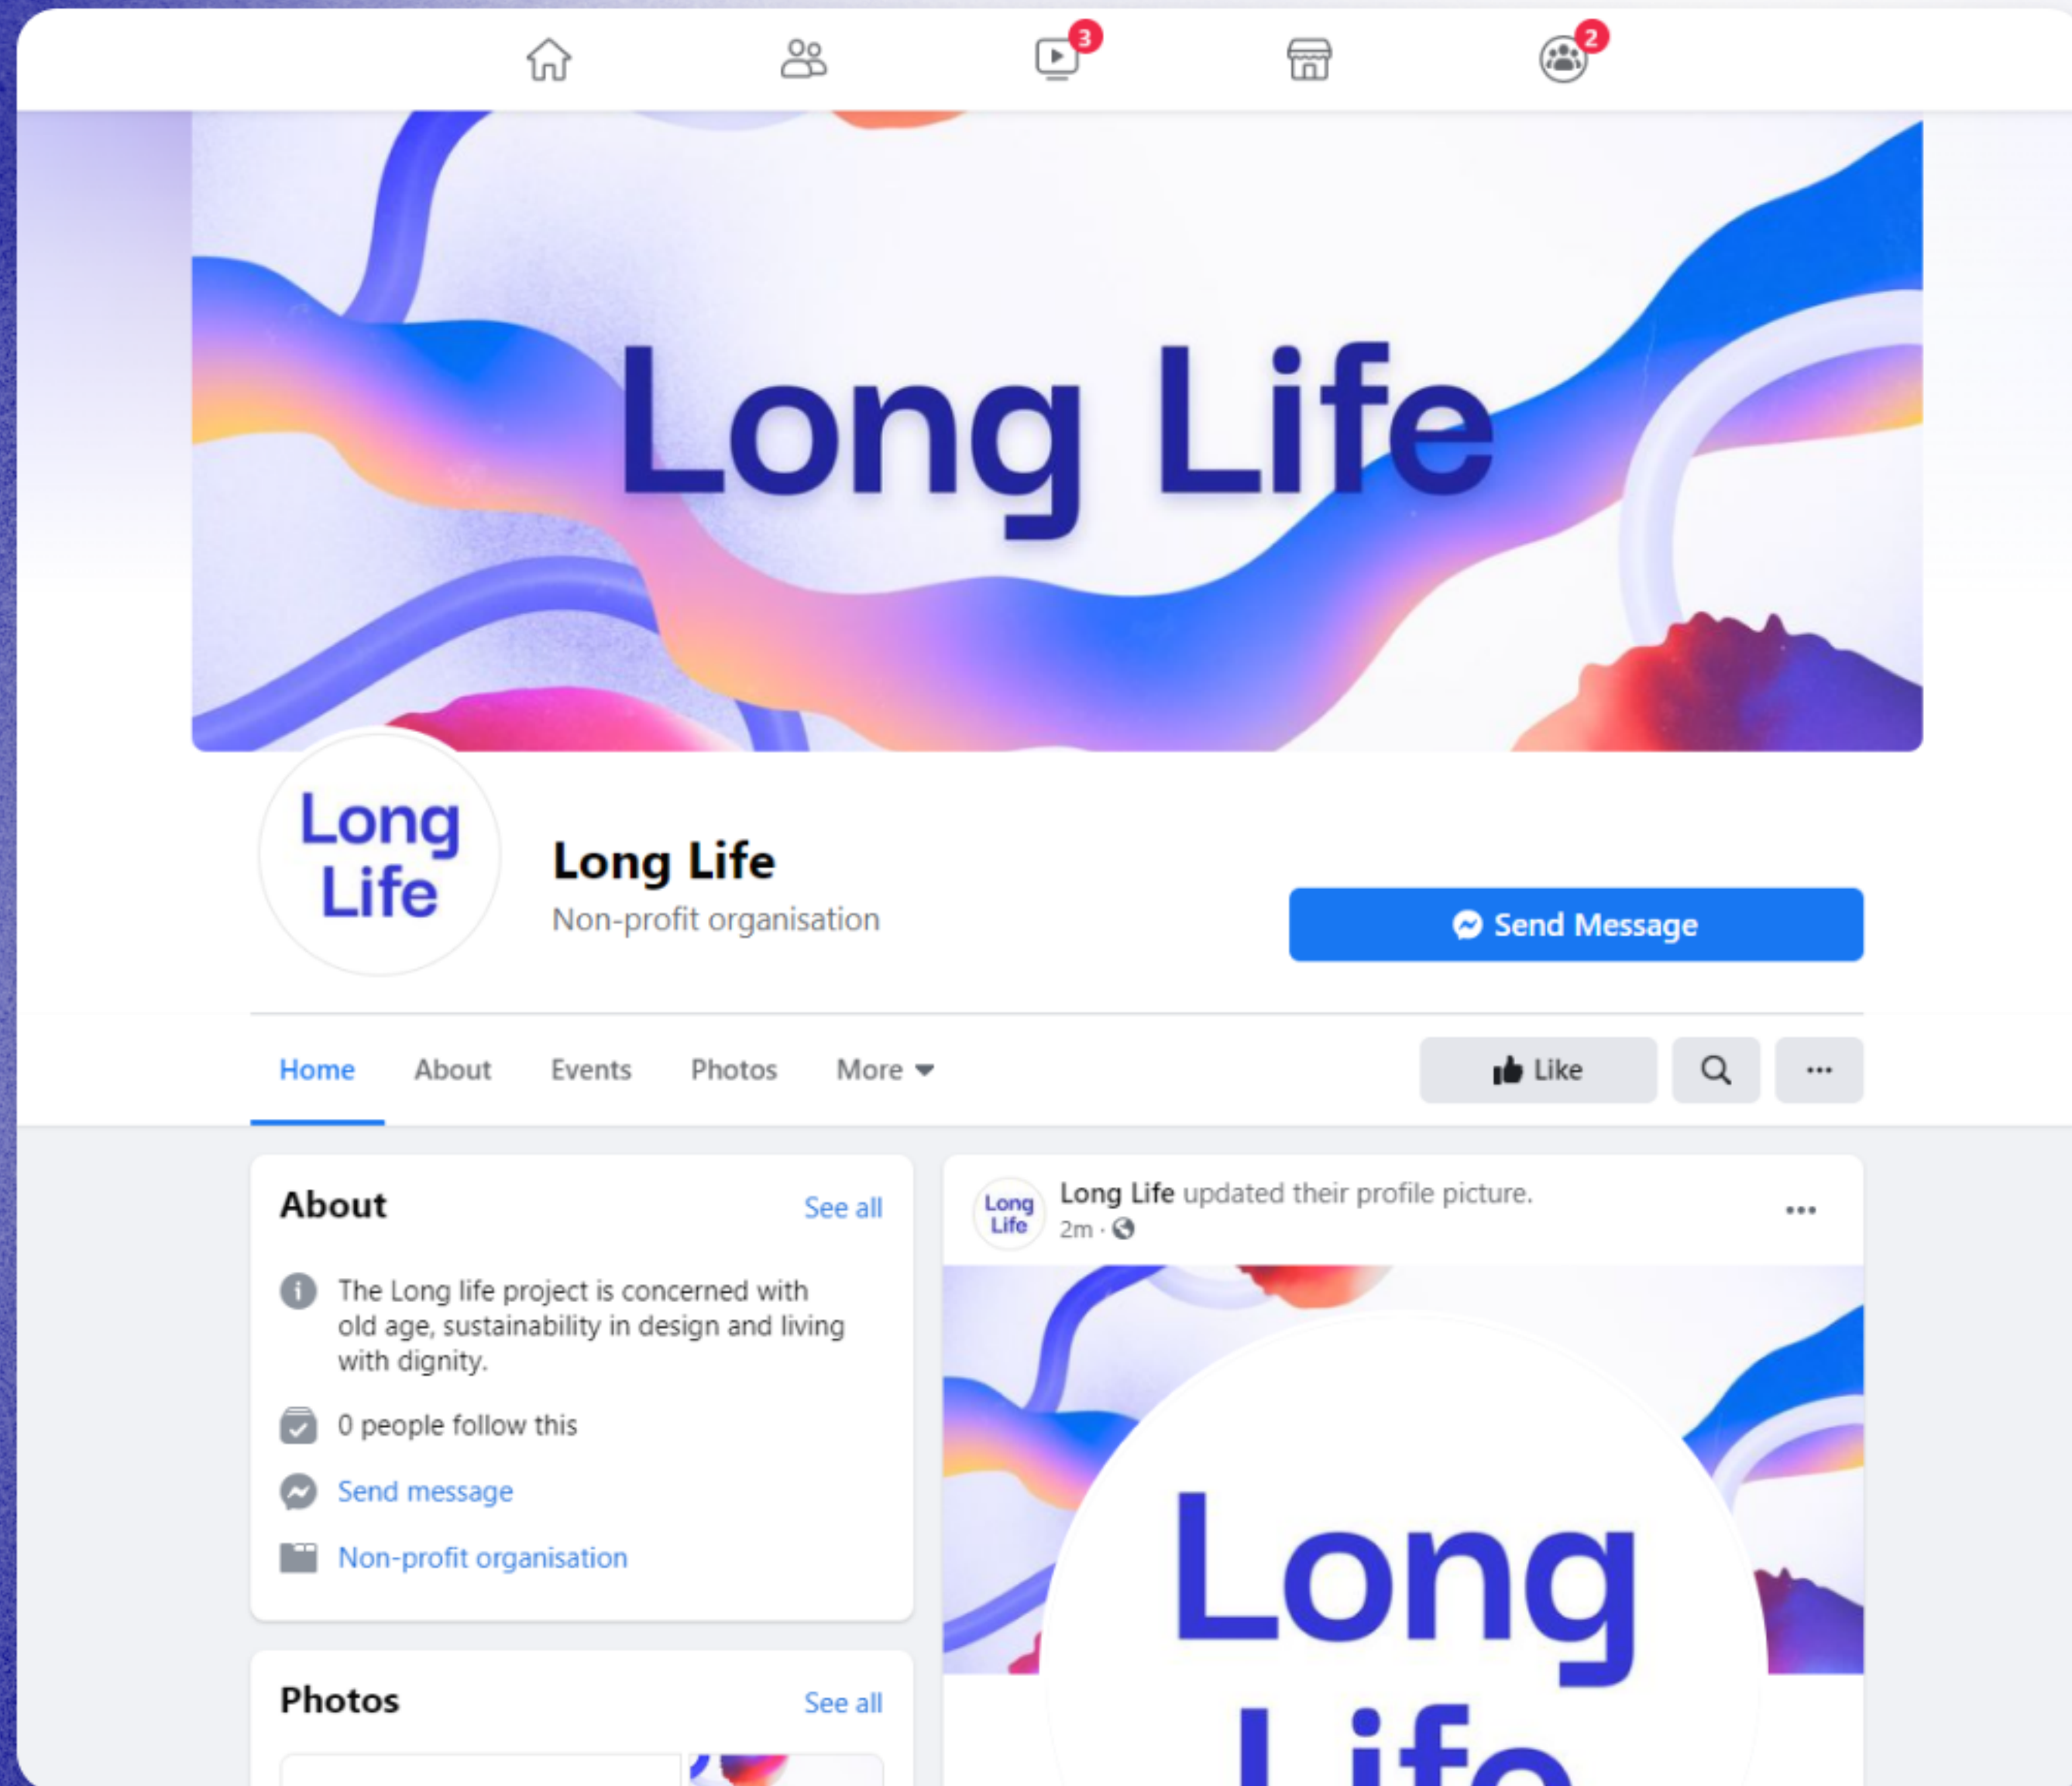 3
2
Long Life
Long
Life
Long Life
Non-profit organisation
Send Message
Home About Events Photos More
Like
About
See all
The Long life project is concerned with
old age, sustainability in design and living
with dignity.
0 people follow this
Send message
Non-profit organisation
Photos
See all
Long
Life
Long Life updated their profile picture.
2m ·
Long
Life